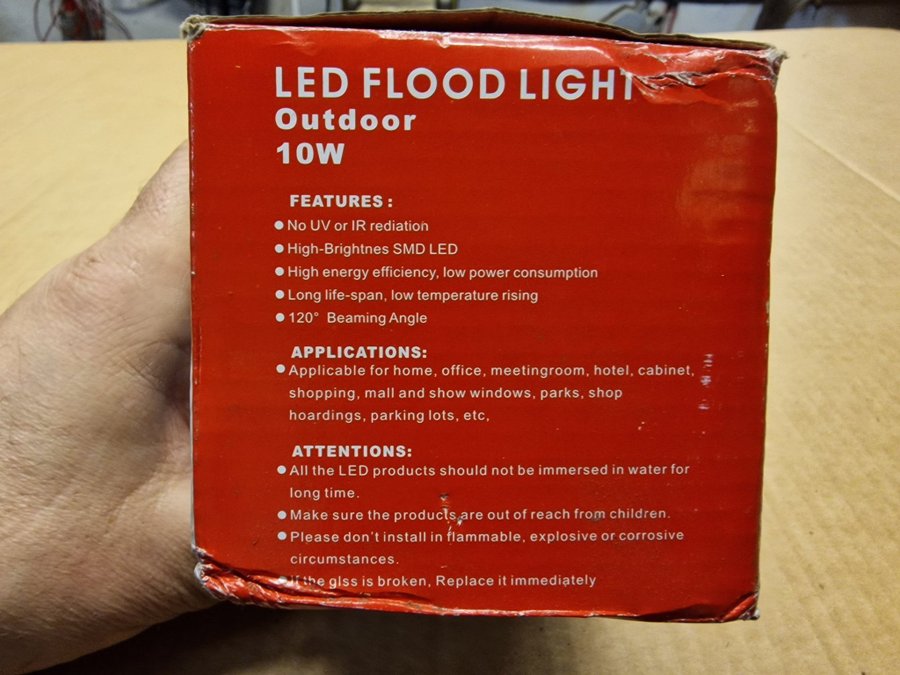 LED FLOOD LIGHT
Outdoor
10W
FEATURES :
● No UV or IR rediation
● High-Brightnes SMD LED
● High energy efficiency, low power consumption
● Long life-span, low temperature rising
● 120° Beaming Angle
APPLICATIONS:
● Applicable for home, office, meetingroom, hotel, cabinet,
shopping, mall and show windows, parks, shop
hoardings, parking lots, etc,
ATTENTIONS:
● All the LED products should not be immersed in water for
long time.
● Make sure the products are out of reach from children.
● Please don't install in flammable, explosive or corrosive
circumstances.
● If the glss is broken, Replace it immediately